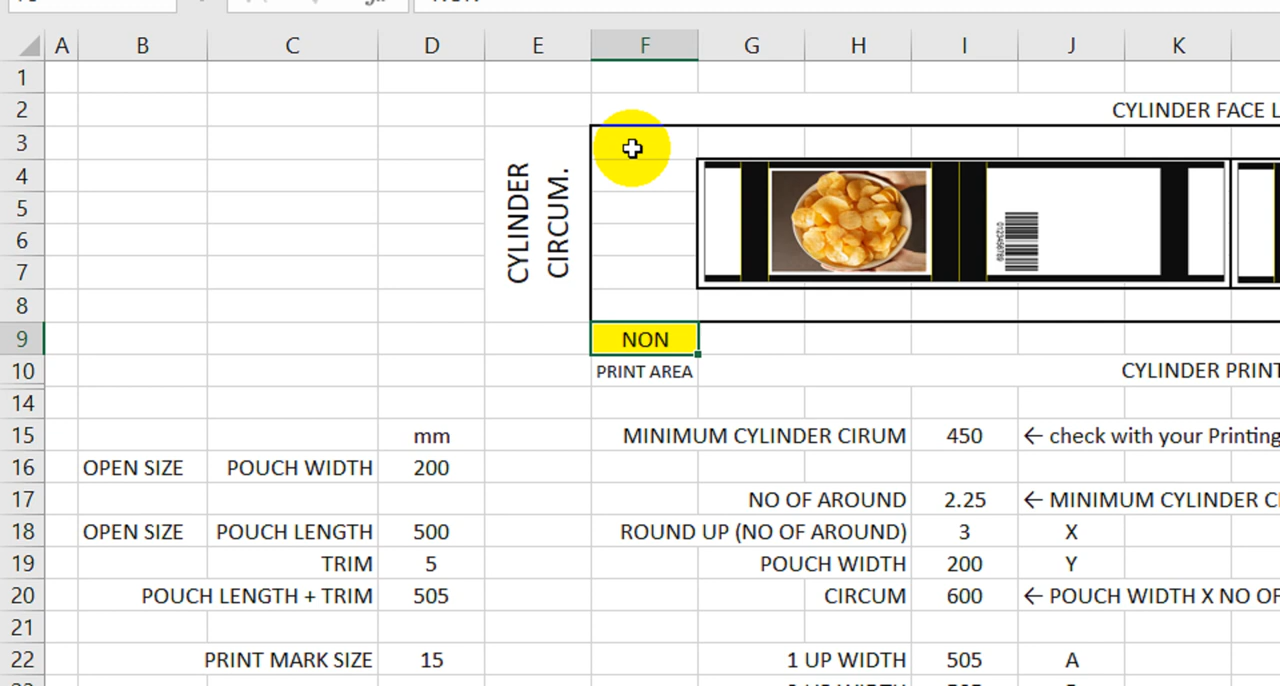 A B C D E F G H I J K
1
2 CYLINDER FACE L
3
4
5
6
7
8
CYLINDER
CIRCUM.
0123456789
9 NON
10 PRINT AREA CYLINDER PRINT
14
15 mm MINIMUM CYLINDER CIRUM 450 ← check with your Printing
16 OPEN SIZE POUCH WIDTH 200
17 NO OF AROUND 2.25 ← MINIMUM CYLINDER CI
18 OPEN SIZE POUCH LENGTH 500 ROUND UP (NO OF AROUND) 3 X
19 TRIM 5 POUCH WIDTH 200 Y
20 POUCH LENGTH + TRIM 505 CIRCUM 600 ← POUCH WIDTH X NO OF
21
22 PRINT MARK SIZE 15 1 UP WIDTH 505 A